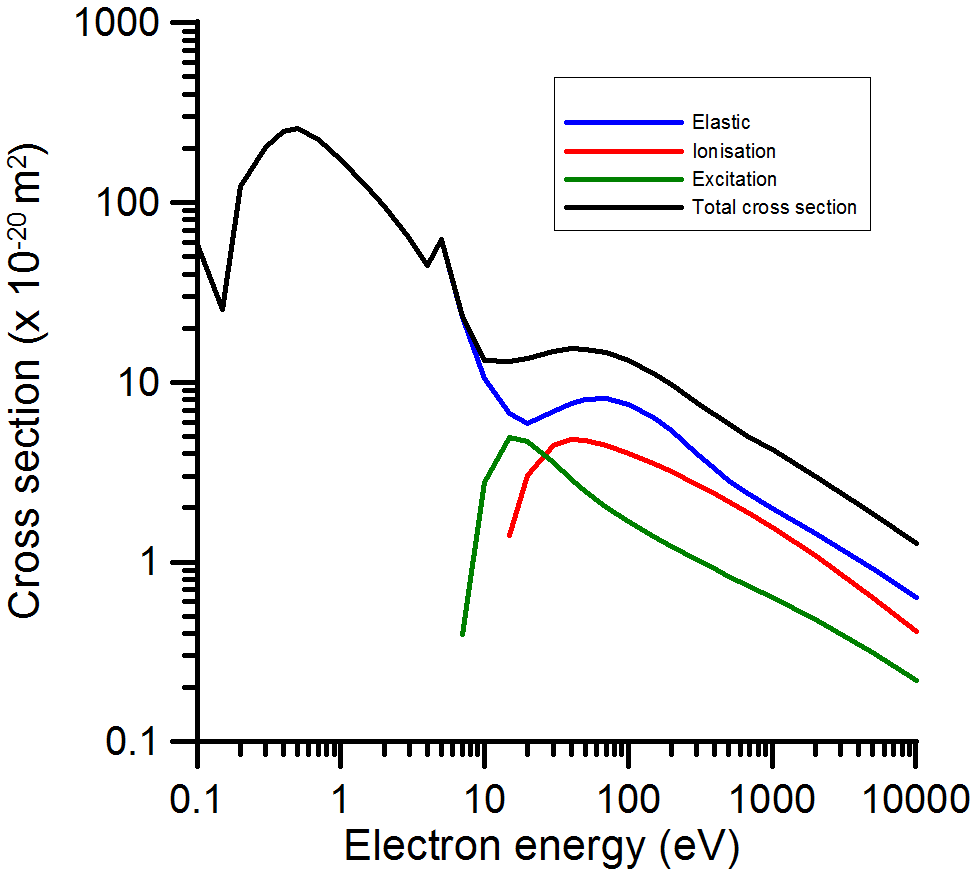 1000
100
10
1
0.1
Cross section (x 10⁻²⁰ m²)
Elastic
Ionisation
Excitation
Total cross section
0.1 1 10 100 1000 10000
Electron energy (eV)